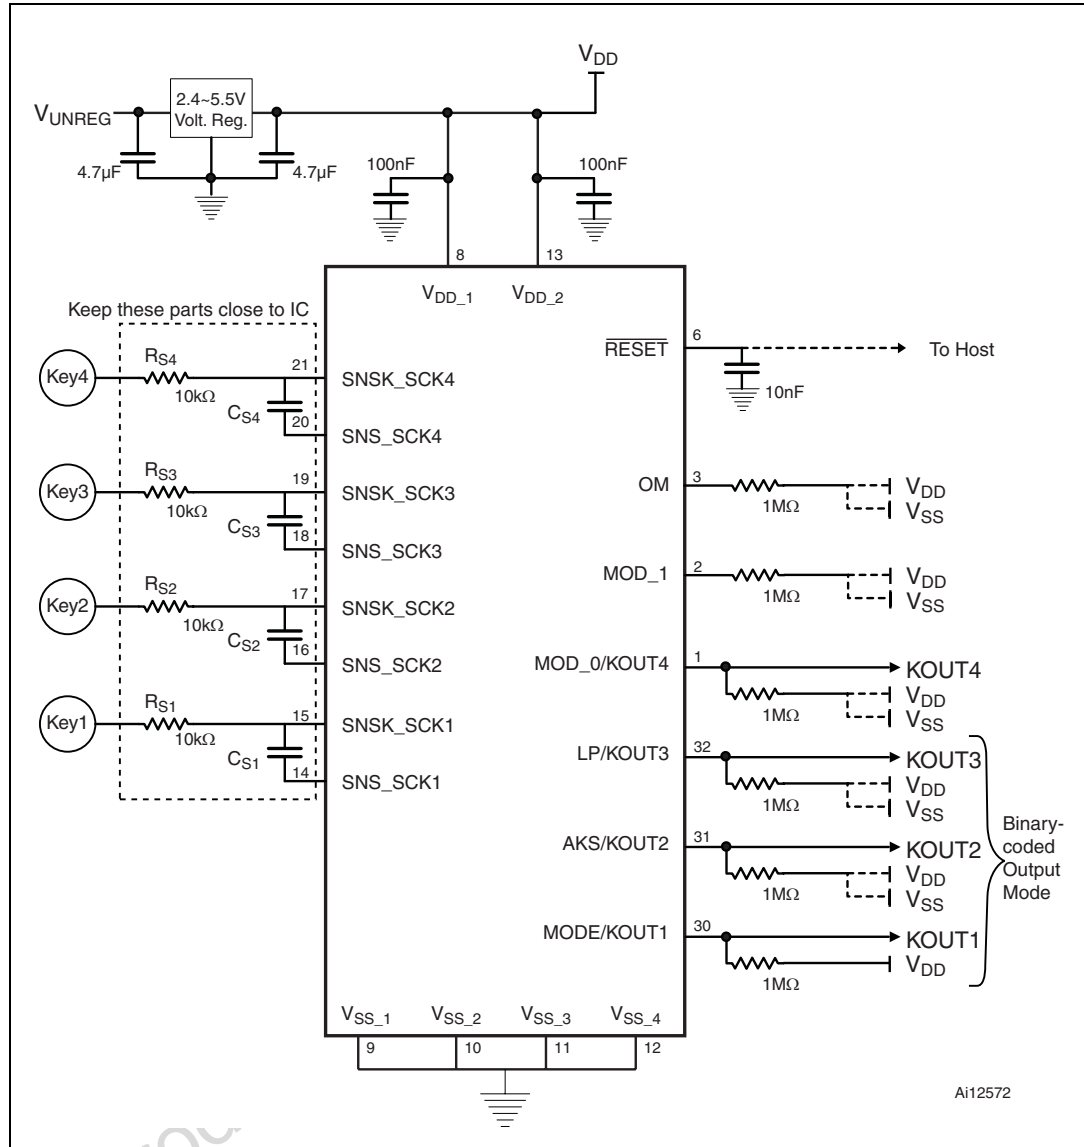 V_DD
V_UNREG
2.4~5.5V
Volt. Reg.
4.7µF
4.7µF
100nF
100nF
8
13
V_DD_1
V_DD_2
Keep these parts close to IC
Key4
R_S4
10kΩ
C_S4
21
20
SNSK_SCK4
SNS_SCK4
Key3
R_S3
10kΩ
C_S3
19
18
SNSK_SCK3
SNS_SCK3
Key2
R_S2
10kΩ
C_S2
17
16
SNSK_SCK2
SNS_SCK2
Key1
R_S1
10kΩ
C_S1
15
14
SNSK_SCK1
SNS_SCK1
RESET
6
To Host
10nF
OM
3
1MΩ
V_DD
V_SS
MOD_1
2
1MΩ
V_DD
V_SS
MOD_0/KOUT4
1
KOUT4
1MΩ
V_DD
V_SS
LP/KOUT3
32
KOUT3
1MΩ
V_DD
V_SS
AKS/KOUT2
31
KOUT2
1MΩ
V_DD
V_SS
MODE/KOUT1
30
KOUT1
1MΩ
V_DD
Binary-
coded
Output
Mode
V_SS_1
V_SS_2
V_SS_3
V_SS_4
9
10
11
12
Ai12572